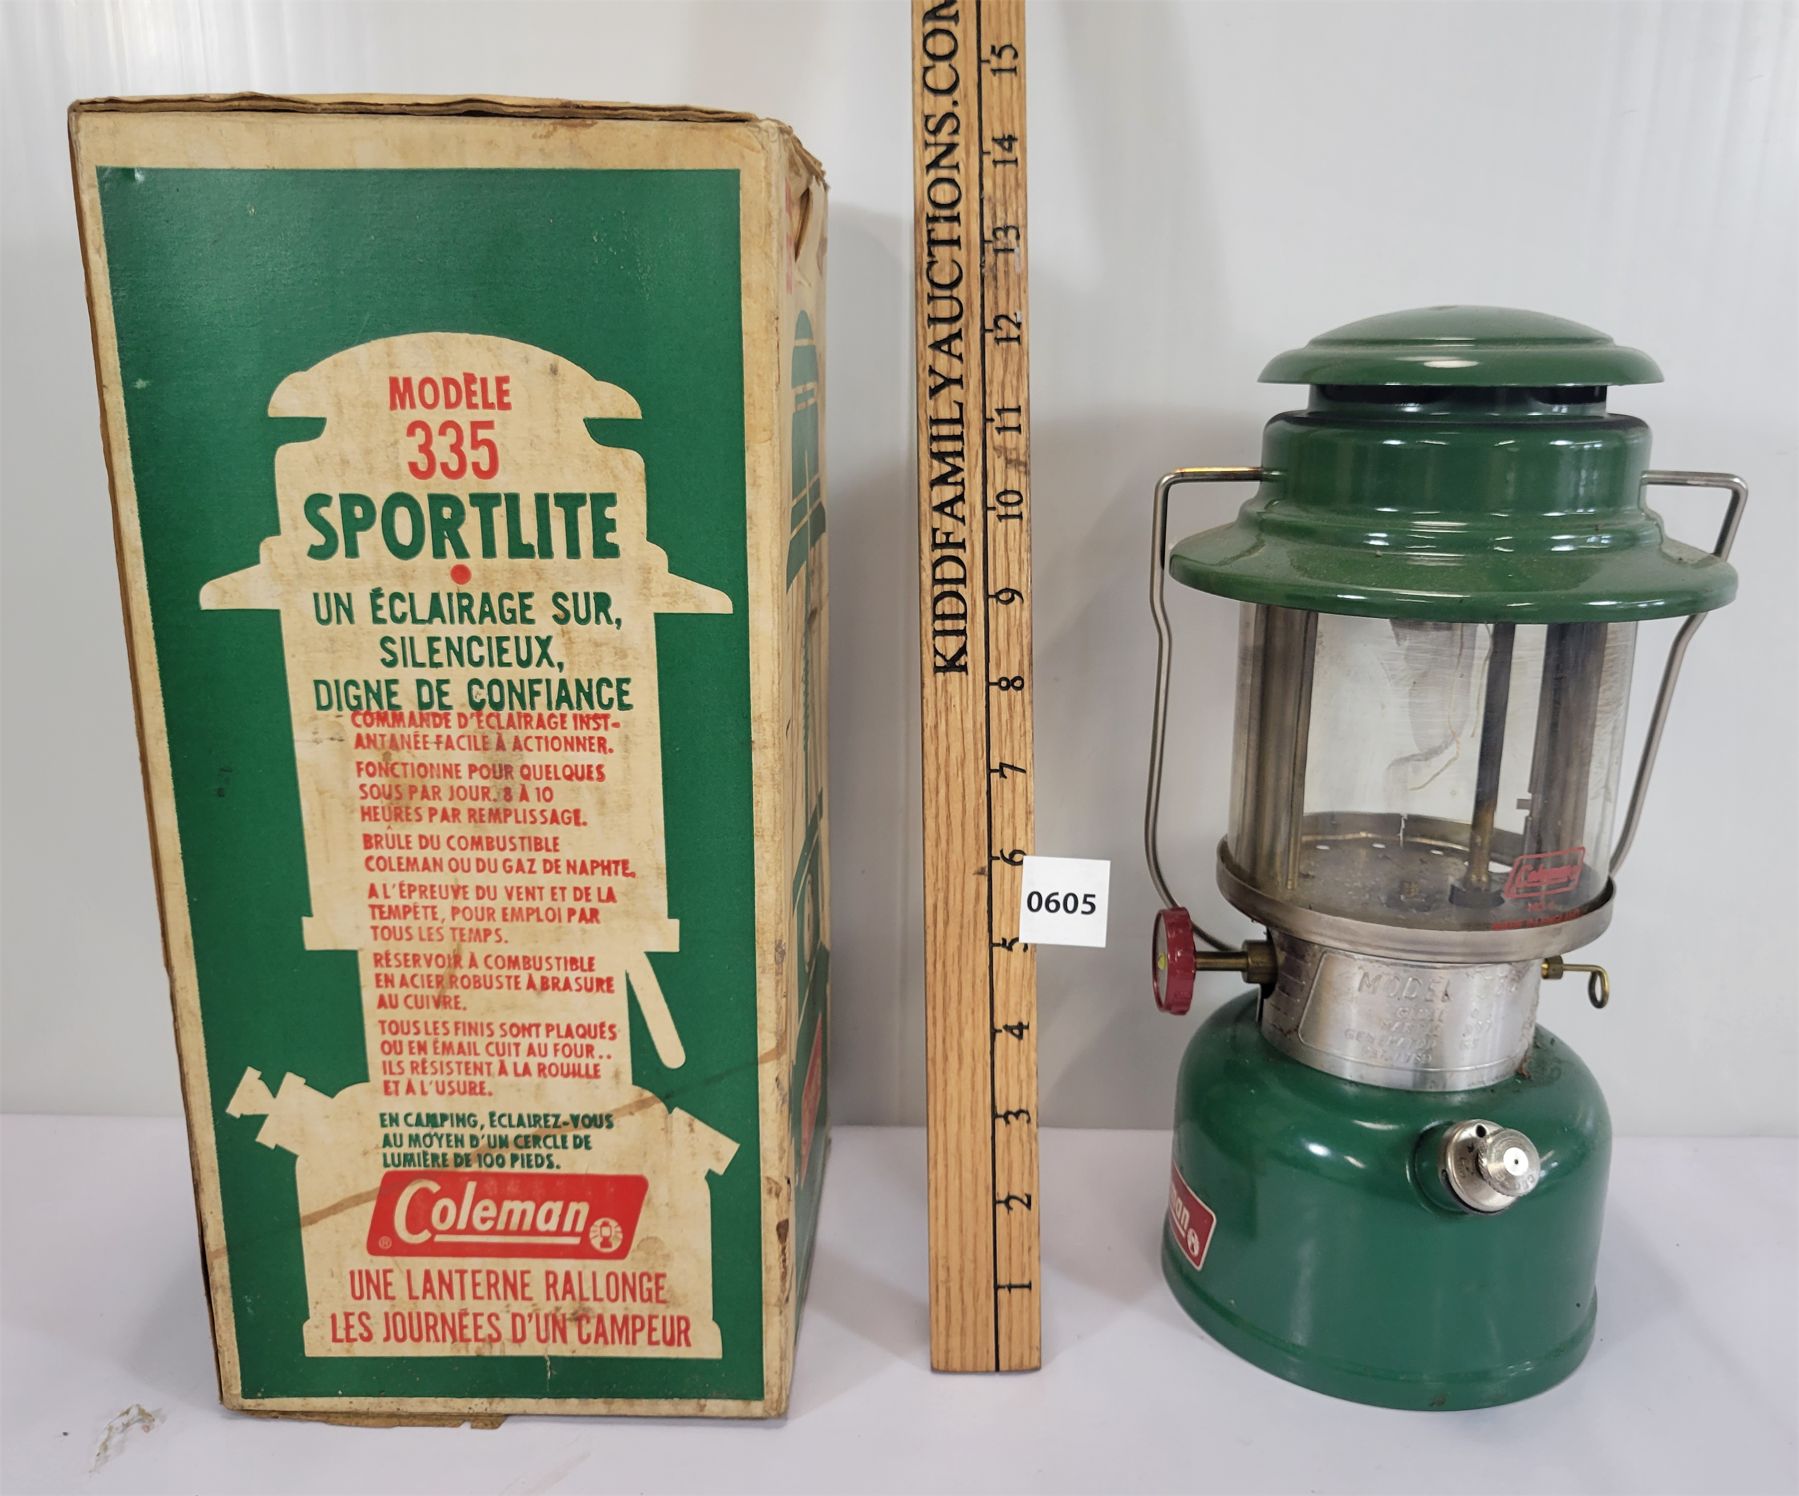 MODÈLE
335
SPORTLITE
UN ÉCLAIRAGE SUR,
SILENCIEUX,
DIGNE DE CONFIANCE
COMMANDE D'ÉCLAIRAGE INST-
ANTANÉE FACILE À ACTIONNER.
FONCTIONNE POUR QUELQUES
SOUS PAR JOUR. 8 À 10
HEURES PAR REMPLISSAGE.
BRÛLE DU COMBUSTIBLE
COLEMAN OU DU GAZ DE NAPHTE.
A L'ÉPREUVE DU VENT ET DE LA
TEMPÈTE, POUR EMPLOI PAR
TOUS LES TEMPS.
RÉSERVOIR À COMBUSTIBLE
EN ACIER ROBUSTE À BRASURE
AU CUIVRE.
TOUS LES FINIS SONT PLAQUÉS
OU EN ÉMAIL CUIT AU FOUR..
ILS RÉSISTENT À LA ROUILLE
ET À L'USURE.
EN CAMPING, ÉCLAIREZ-VOUS
AU MOYEN D'UN CERCLE DE
LUMIÈRE DE 100 PIEDS.
Coleman
®
UNE LANTERNE RALLONGE
LES JOURNÉES D'UN CAMPEUR
KIDDFAMILYAUCTIONS.COM
15
14
13
12
11
10
9
8
7
6
5
4
3
2
1
0605
Coleman
MODEL
GENERATOR